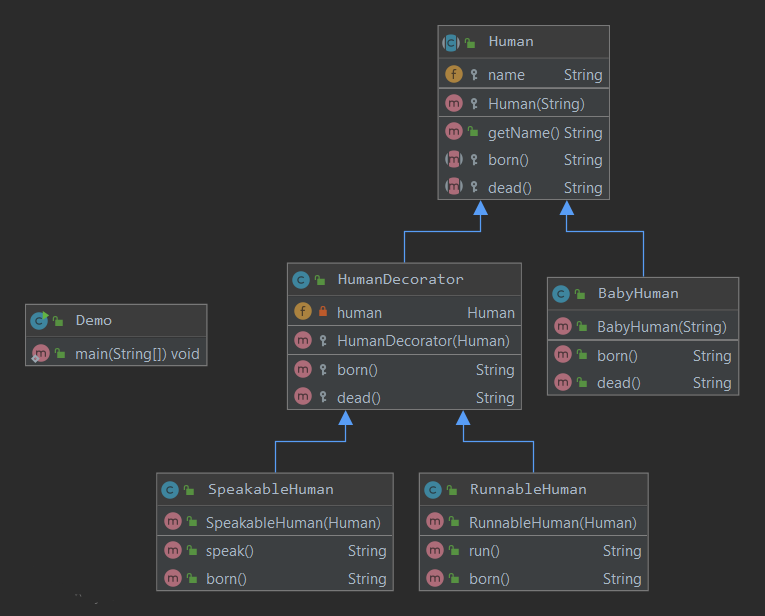 Human
name String
Human(String)
getName() String
born() String
dead() String
HumanDecorator
human Human
HumanDecorator(Human)
born() String
dead() String
BabyHuman
BabyHuman(String)
born() String
dead() String
Demo
main(String[]) void
SpeakableHuman
SpeakableHuman(Human)
speak() String
born() String
RunnableHuman
RunnableHuman(Human)
run() String
born() String